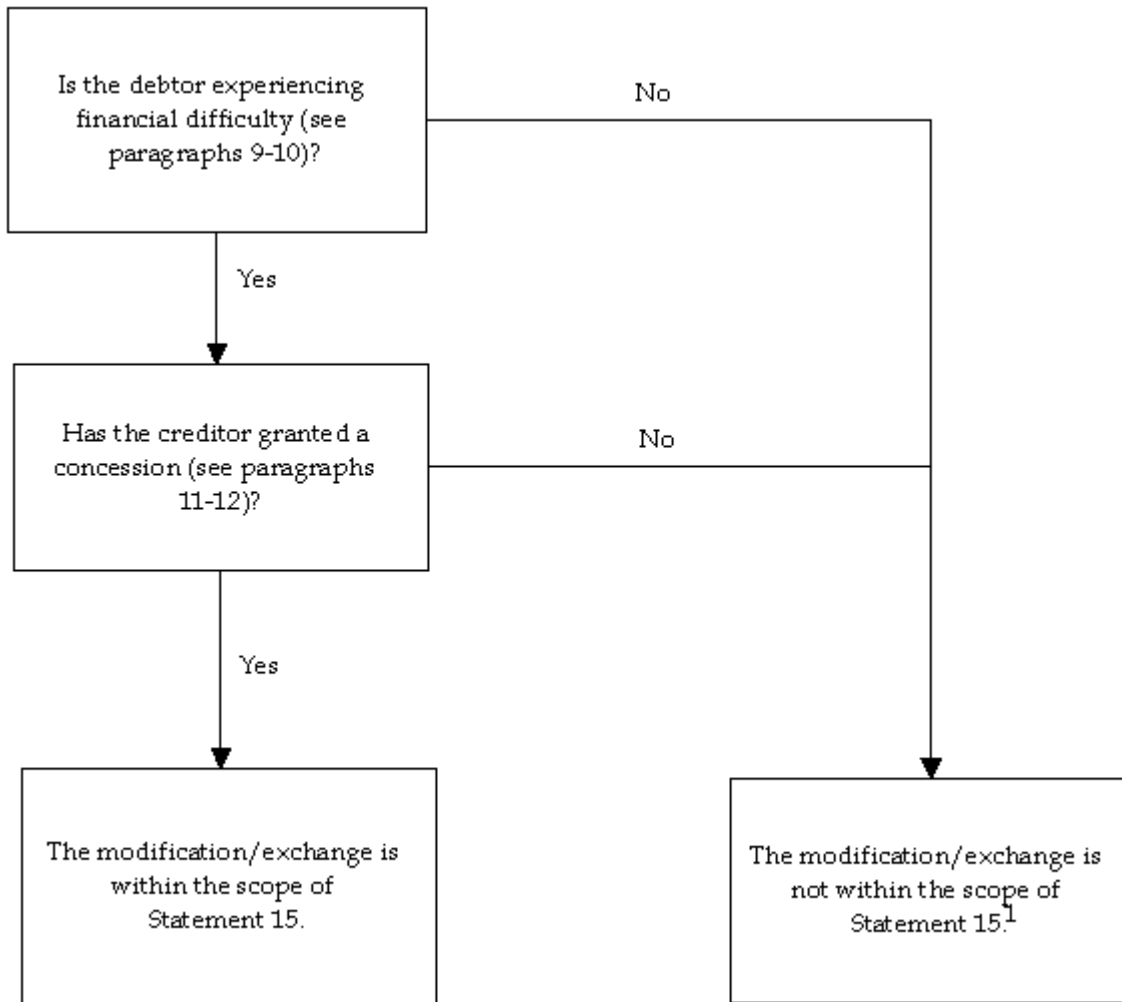 Is the debtor experiencing
financial difficulty (see
paragraphs 9-10)?
No
Yes
Has the creditor granted a
concession (see paragraphs
11-12)?
No
Yes
The modification/exchange is
within the scope of
Statement 15.
The modification/exchange is
not within the scope of
Statement 15.1